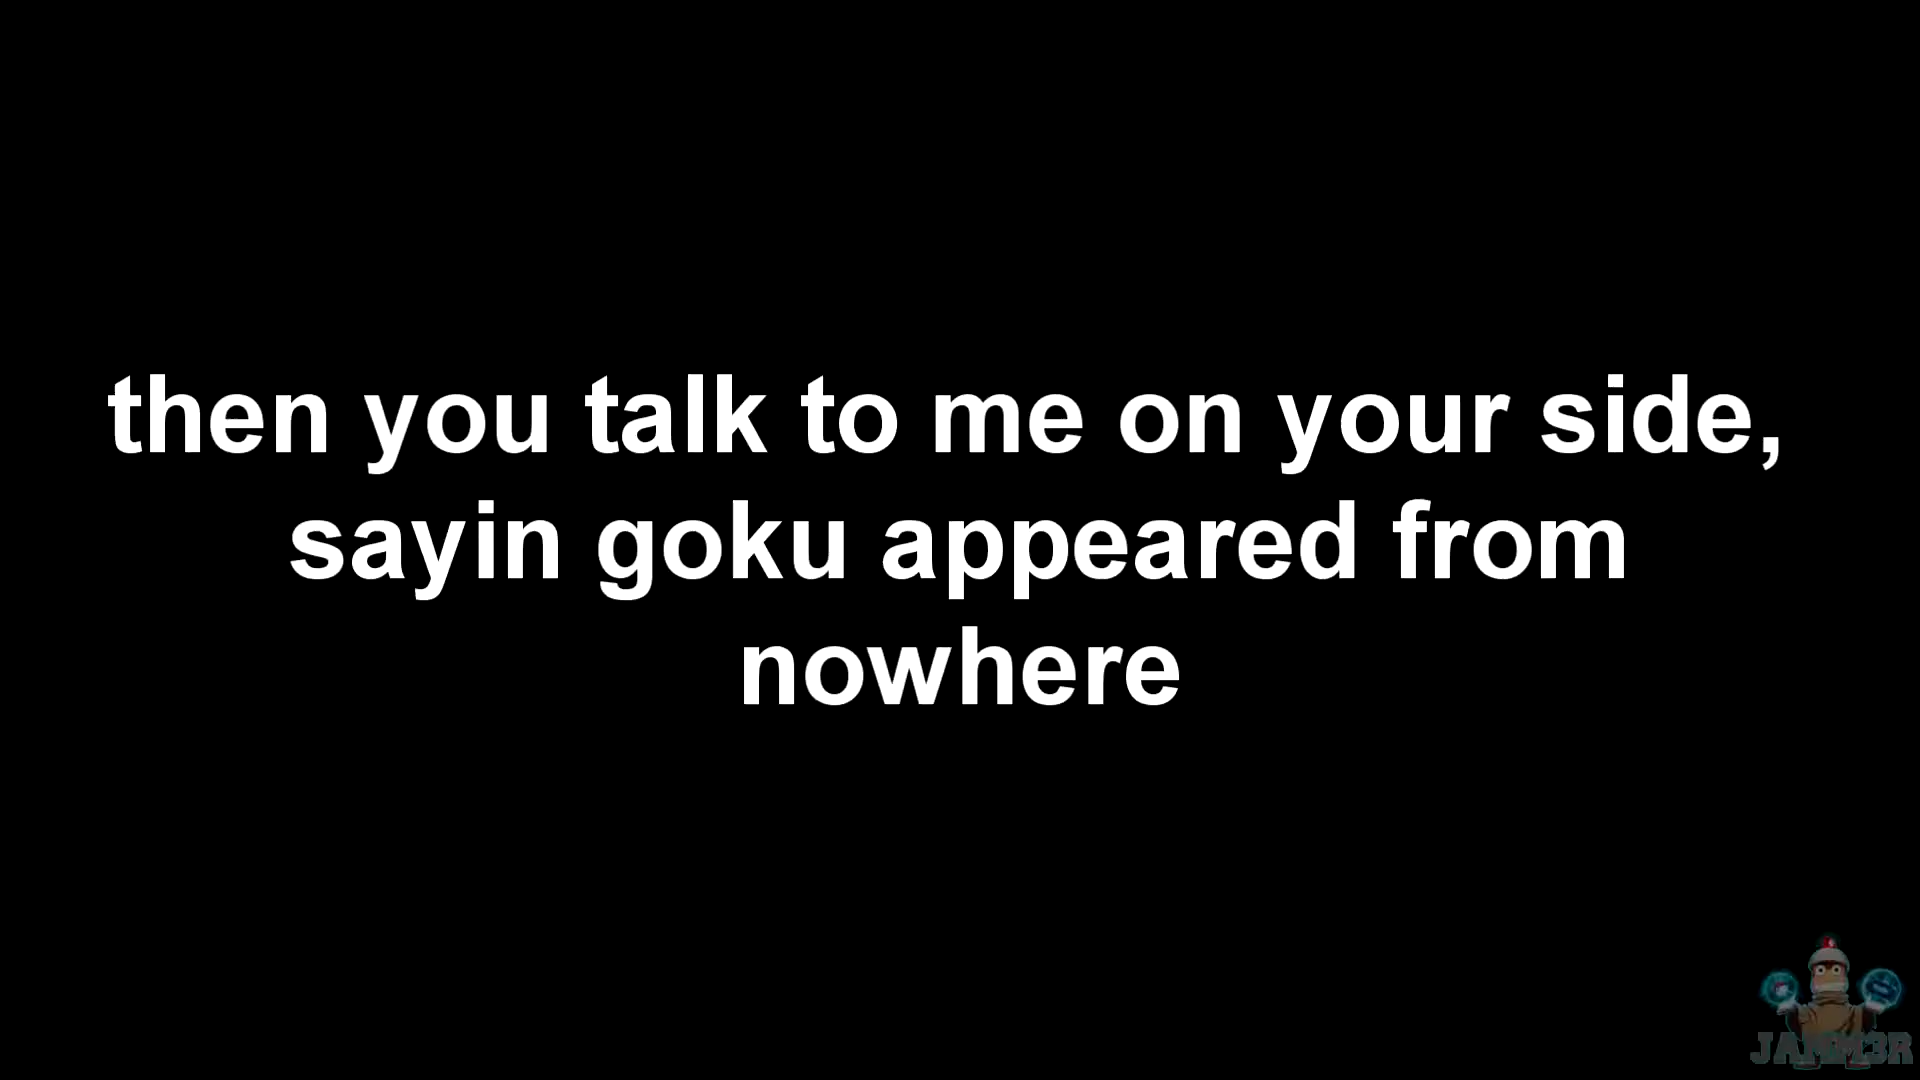 then you talk to me on your side,
sayin goku appeared from
nowhere